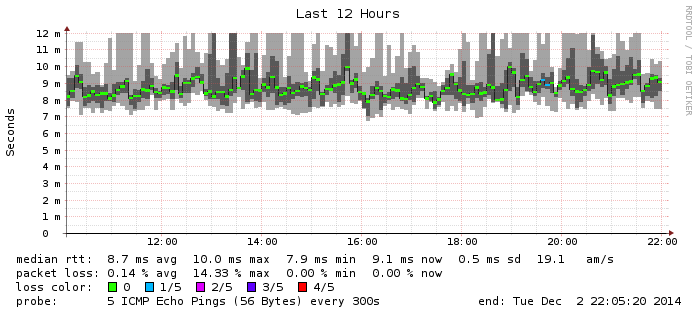 Last 12 Hours
RRDTOOL / TOBI OETIKER
Seconds
12 m
11 m
10 m
9 m
8 m
7 m
6 m
5 m
4 m
3 m
2 m
1 m
0
12:00 14:00 16:00 18:00 20:00 22:00
median rtt: 8.7 ms avg 10.0 ms max 7.9 ms min 9.1 ms now 0.5 ms sd 19.1 am/s
packet loss: 0.14 % avg 14.33 % max 0.00 % min 0.00 % now
loss color: 0 1/5 2/5 3/5 4/5
probe: 5 ICMP Echo Pings (56 Bytes) every 300s end: Tue Dec 2 22:05:20 2014